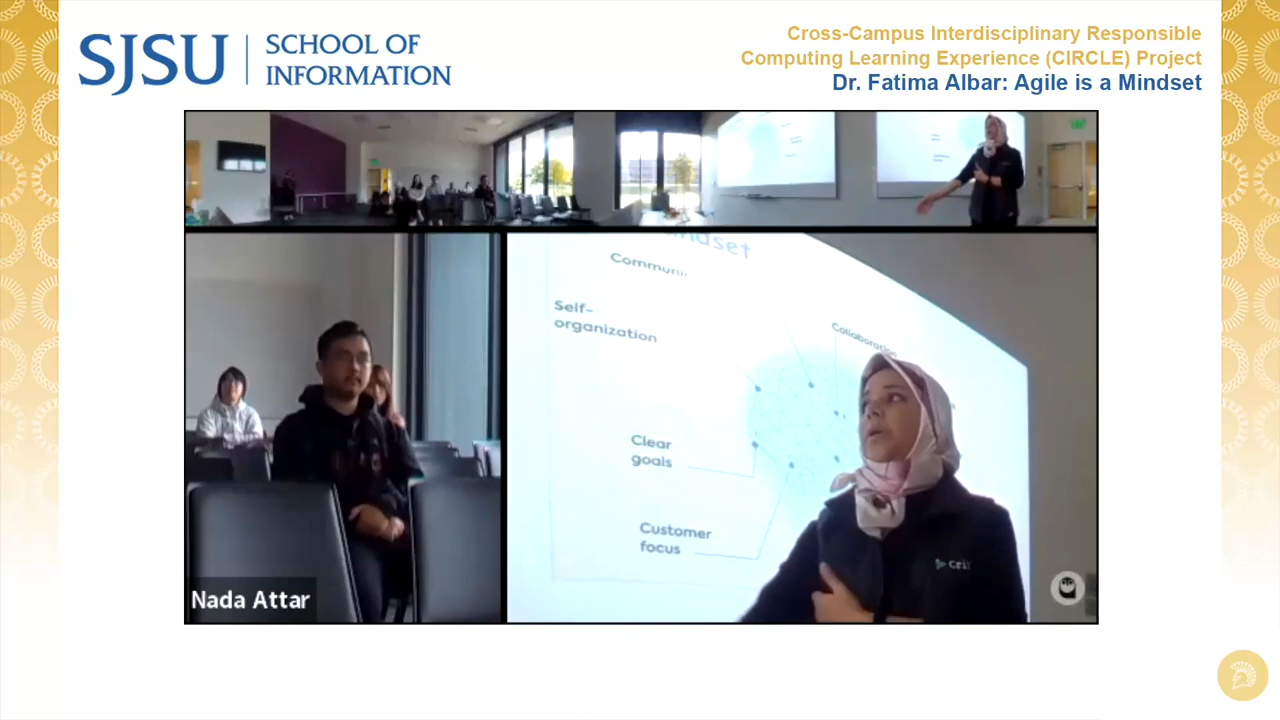 SJSU
SCHOOL OF
INFORMATION
Cross-Campus Interdisciplinary Responsible
Computing Learning Experience (CIRCLE) Project
Dr. Fatima Albar: Agile is a Mindset
Self-
organization
Collaboration
Clear
goals
Customer
focus
Nada Attar